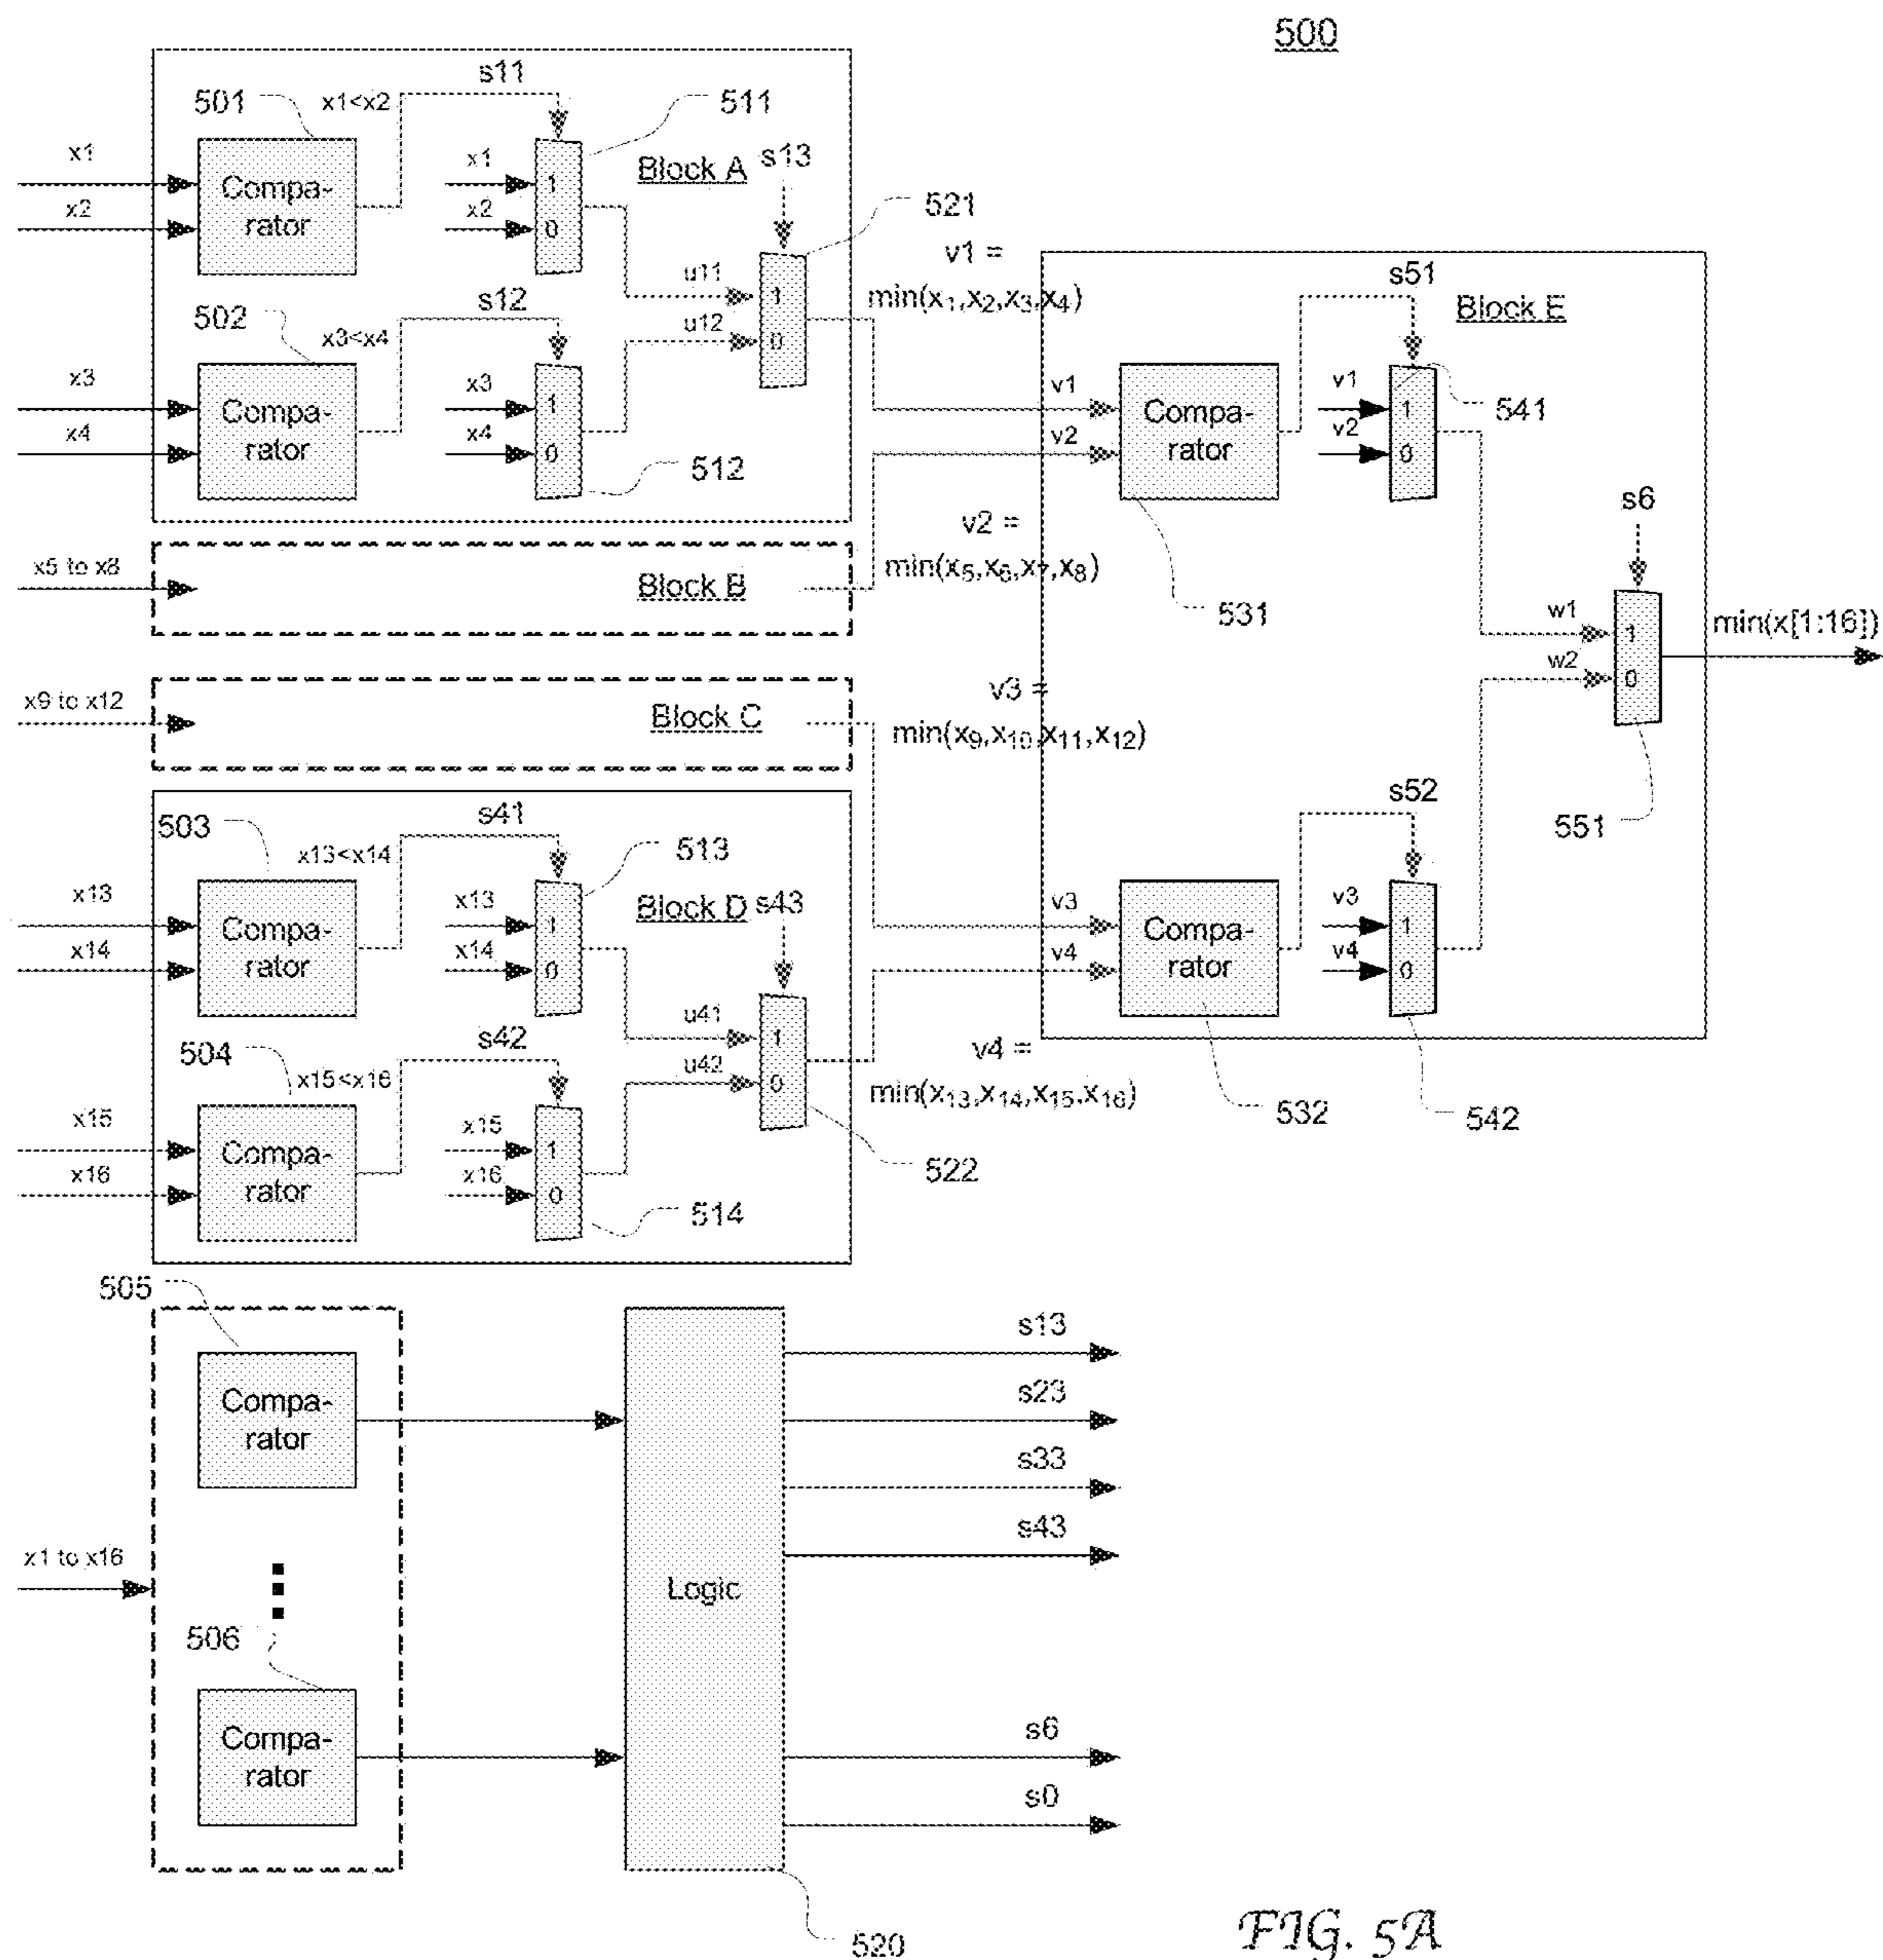 500
s11
501
x1<x2
511
x1
x2
Compa-
rator
x1
x2
1
0
Block A
s13
521
u11
u12
1
0
v1 =
min(x1,x2,x3,x4)
s12
502
x3<x4
x3
x4
Compa-
rator
x3
x4
1
0
512
x5 to x8
Block B
v2 =
min(x5,x6,x7,x8)
x9 to x12
Block C
v3 =
min(x9,x10,x11,x12)
s51
Block E
v1
v2
Compa-
rator
v1
v2
1
0
541
531
s6
w1
w2
1
0
min(x[1:16])
551
s52
v3
v4
Compa-
rator
v3
v4
1
0
532
542
503
s41
x13<x14
513
x13
x14
Compa-
rator
x13
x14
1
0
Block D
s43
u41
u42
1
0
522
v4 =
min(x13,x14,x15,x16)
504
s42
x15<x16
x15
x16
Compa-
rator
x15
x16
1
0
514
505
Compa-
rator
x1 to x16
506
Compa-
rator
Logic
520
s13
s23
s33
s43
s6
s0
FIG. 5A